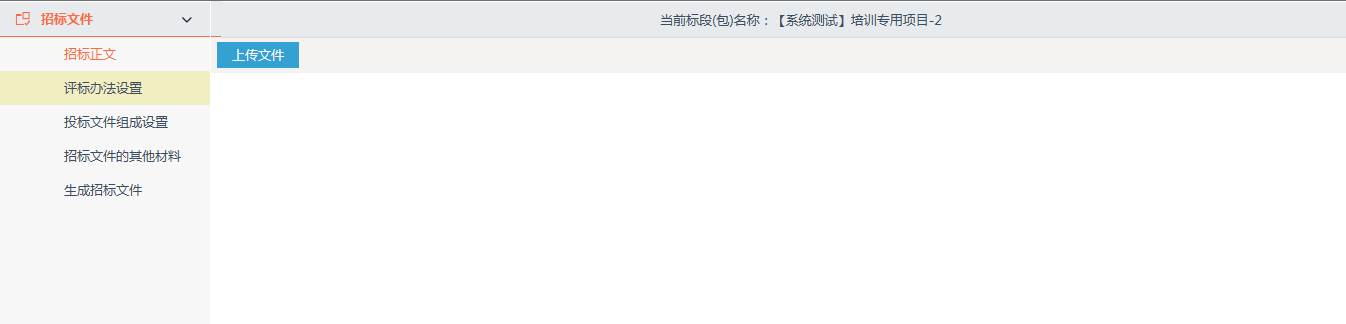 招标文件
当前标段(包)名称：【系统测试】培训专用项目-2
招标正文
上传文件
评标办法设置
投标文件组成设置
招标文件的其他材料
生成招标文件